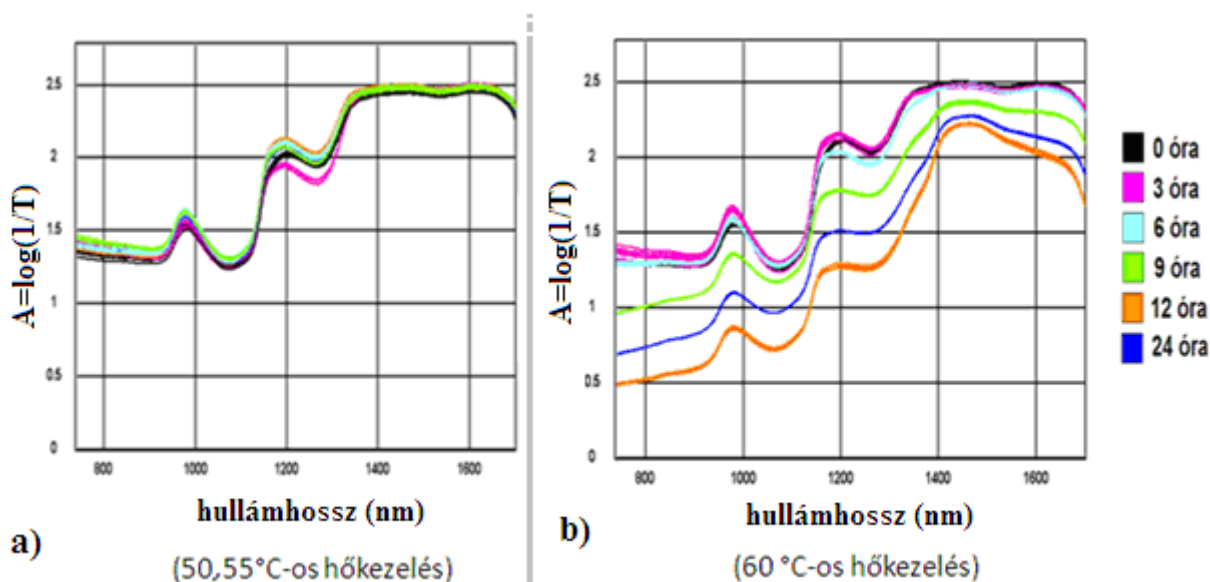 a)
A=log(1/T)
2.5
2
1.5
1
0.5
0
800 1000 1200 1400 1600
hullámhossz (nm)
(50,55°C-os hőkezelés)
b)
A=log(1/T)
2.5
2
1.5
1
0.5
0
800 1000 1200 1400 1600
hullámhossz (nm)
(60 °C-os hőkezelés)
0 óra
3 óra
6 óra
9 óra
12 óra
24 óra